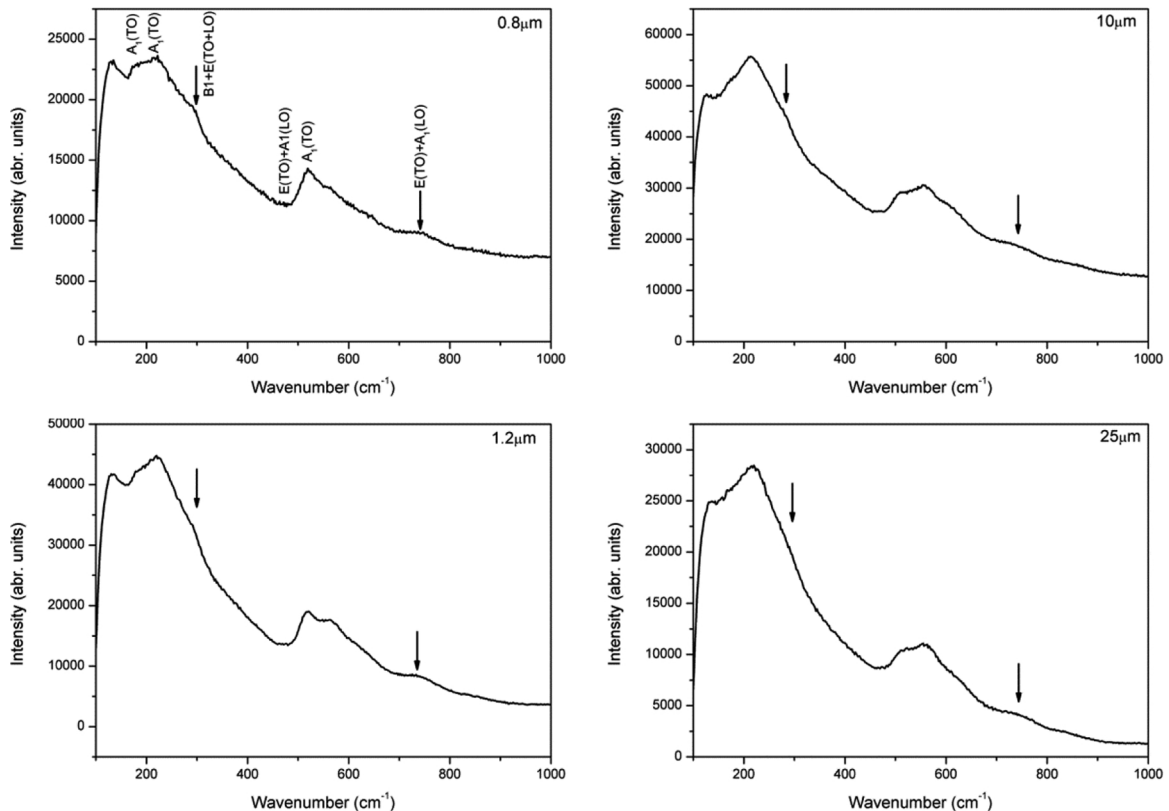 0.8μm
A₁(TO)
A₁(TO)
B1+E(TO+LO)
E(TO)+A1(LO)
A₁(TO)
E(TO)+A₁(LO)
Intensity (abr. units)
25000
20000
15000
10000
5000
0
200 400 600 800 1000
Wavenumber (cm⁻¹)
10μm
Intensity (abr. units)
60000
50000
40000
30000
20000
10000
0
200 400 600 800 1000
Wavenumber (cm⁻¹)
1.2μm
Intensity (abr. units)
50000
40000
30000
20000
10000
0
200 400 600 800 1000
Wavenumber (cm⁻¹)
25μm
Intensity (abr. units)
30000
25000
20000
15000
10000
5000
0
200 400 600 800 1000
Wavenumber (cm⁻¹)